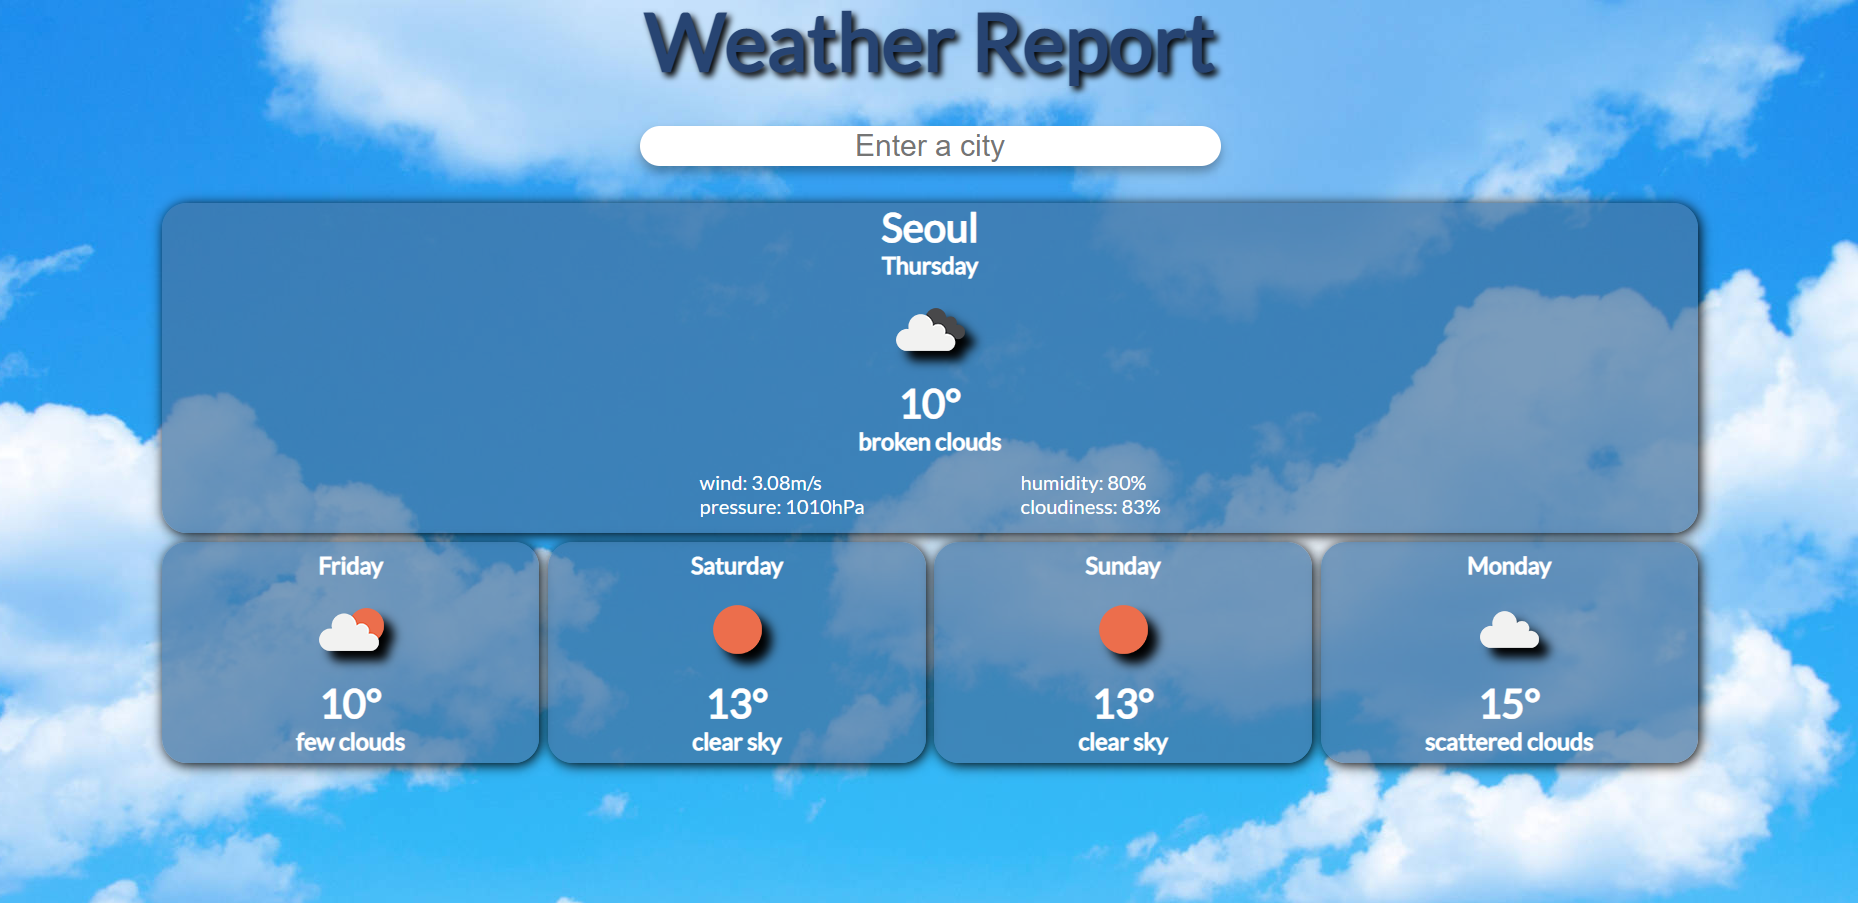 Weather Report
Enter a city
Seoul
Thursday
10°
broken clouds
wind: 3.08m/s
humidity: 80%
pressure: 1010hPa
cloudiness: 83%
Friday
10°
few clouds
Saturday
13°
clear sky
Sunday
13°
clear sky
Monday
15°
scattered clouds